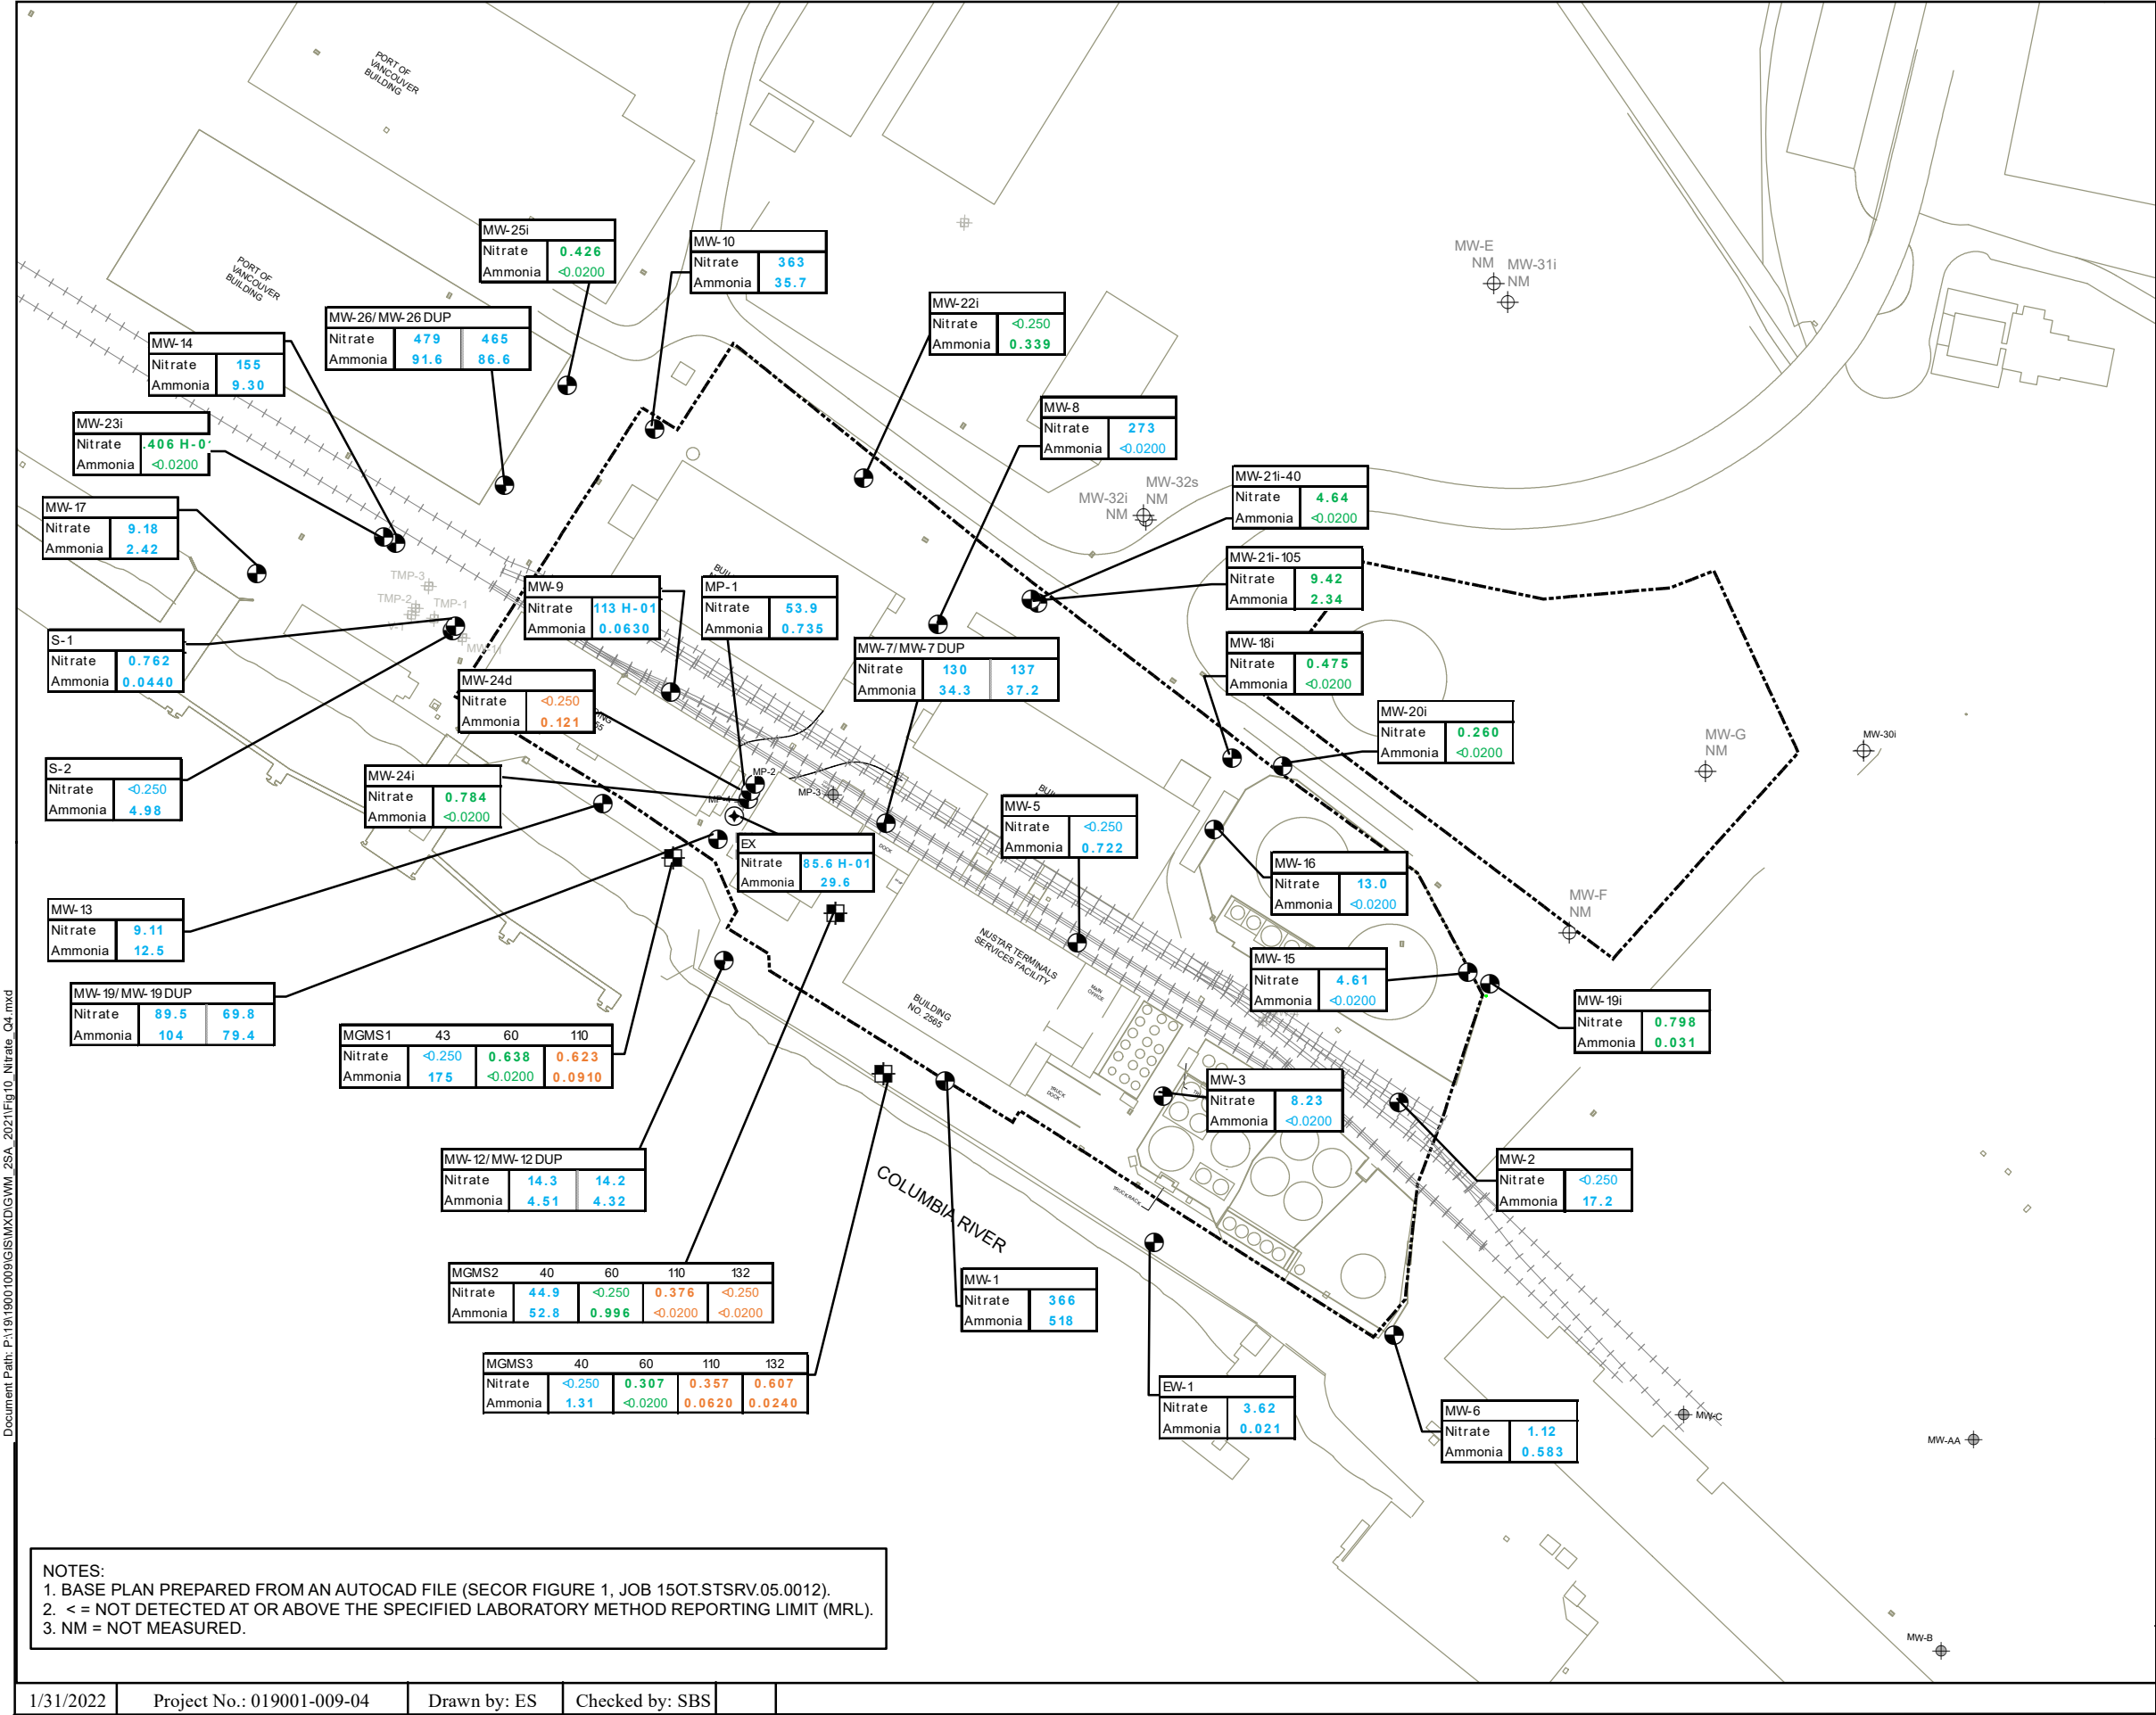 PORT OF
VANCOUVER
BUILDING
PORT OF
VANCOUVER
BUILDING
MW-25i
Nitrate 0.426
Ammonia <0.0200
MW-10
Nitrate 363
Ammonia 35.7
MW-E
NM
MW-31i
NM
MW-26/MW-26 DUP
Nitrate 479 465
Ammonia 91.6 86.6
MW-22i
Nitrate <0.250
Ammonia 0.339
MW-14
Nitrate 155
Ammonia 9.30
MW-23i
Nitrate .406 H-0
Ammonia <0.0200
MW-8
Nitrate 273
Ammonia <0.0200
MW-32s
NM
MW-32i
NM
MW-21i-40
Nitrate 4.64
Ammonia <0.0200
MW-17
Nitrate 9.18
Ammonia 2.42
MW-21i-105
Nitrate 9.42
Ammonia 2.34
TMP-3
TMP-2
TMP-1
MW-9
Nitrate 113 H-01
Ammonia 0.0630
MP-1
Nitrate 53.9
Ammonia 0.735
S-1
Nitrate 0.762
Ammonia 0.0440
MW-7/MW-7 DUP
Nitrate 130 137
Ammonia 34.3 37.2
MW-18i
Nitrate 0.475
Ammonia <0.0200
MW-24d
Nitrate <0.250
Ammonia 0.121
MW-20i
Nitrate 0.260
Ammonia <0.0200
MW-G
NM
MW-30i
S-2
Nitrate <0.250
Ammonia 4.98
MW-24i
Nitrate 0.784
Ammonia <0.0200
MP-2
MP-3
MW-5
Nitrate <0.250
Ammonia 0.722
EX
Nitrate 85.6 H-01
Ammonia 29.6
DOCK
MW-16
Nitrate 13.0
Ammonia <0.0200
MW-F
NM
MW-13
Nitrate 9.11
Ammonia 12.5
NUSTAR TERMINALS
SERVICES FACILITY
MAIN
OFFICE
BUILDING
NO. 2565
MW-15
Nitrate 4.61
Ammonia <0.0200
MW-19/MW-19 DUP
Nitrate 89.5 69.8
Ammonia 104 79.4
MW-19i
Nitrate 0.798
Ammonia 0.031
MGMS1 43 60 110
Nitrate <0.250 0.638 0.623
Ammonia 175 <0.0200 0.0910
TRUCK
DOCK
MW-3
Nitrate 8.23
Ammonia <0.0200
MW-12/MW-12 DUP
Nitrate 14.3 14.2
Ammonia 4.51 4.32
COLUMBIA RIVER
TRUCK RACK
MW-2
Nitrate <0.250
Ammonia 17.2
MGMS2 40 60 110 132
Nitrate 44.9 <0.250 0.376 <0.250
Ammonia 52.8 0.996 <0.0200 <0.0200
MW-1
Nitrate 366
Ammonia 518
MGMS3 40 60 110 132
Nitrate <0.250 0.307 0.357 0.607
Ammonia 1.31 <0.0200 0.0620 0.0240
EW-1
Nitrate 3.62
Ammonia 0.021
MW-6
Nitrate 1.12
Ammonia 0.583
MW-C
MW-AA
MW-B
NOTES:
1. BASE PLAN PREPARED FROM AN AUTOCAD FILE (SECOR FIGURE 1, JOB 15OT.STSRV.05.0012).
2. < = NOT DETECTED AT OR ABOVE THE SPECIFIED LABORATORY METHOD REPORTING LIMIT (MRL).
3. NM = NOT MEASURED.
Document Path: P:\19\19001009\GIS\MXD\GWM_2SA_2021\Fig10_Nitrate_Q4.mxd
1/31/2022 Project No.: 019001-009-04 Drawn by: ES Checked by: SBS